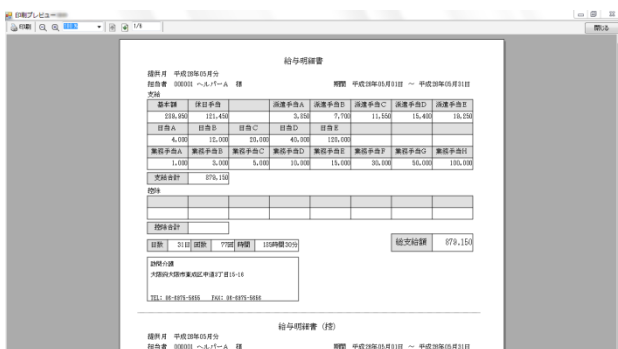 印刷プレビュー
印刷 100% 1/8 閉じる
給与明細書
提供月 平成28年05月分
担当者 000001 ヘルパーA 様 期間 平成28年05月01日 ～ 平成28年05月31日
支給
基本額 休日手当 派遣手当A 派遣手当B 派遣手当C 派遣手当D 派遣手当E
121,450 3,850 7,700 11,550 15,400 19,250
日当A 日当B 日当C 日当D 日当E
4,000 12,000 20,000 40,000 120,000
業務手当A 業務手当B 業務手当C 業務手当D 業務手当E 業務手当F 業務手当G 業務手当H
1,000 3,000 5,000 10,000 15,000 30,000 50,000 100,000
支給合計 879,150
控除
控除合計
日数 31日 回数 77回 時間 185時間30分 総支給額 879,150
訪問介護
大阪府大阪市東成区中道3丁目15-16
TEL: 06-6975-5655 FAX: 06-6975-5656
給与明細書 (控)
提供月 平成28年05月分
担当者 000001 ヘルパーA 様 期間 平成28年05月01日 ～ 平成28年05月31日